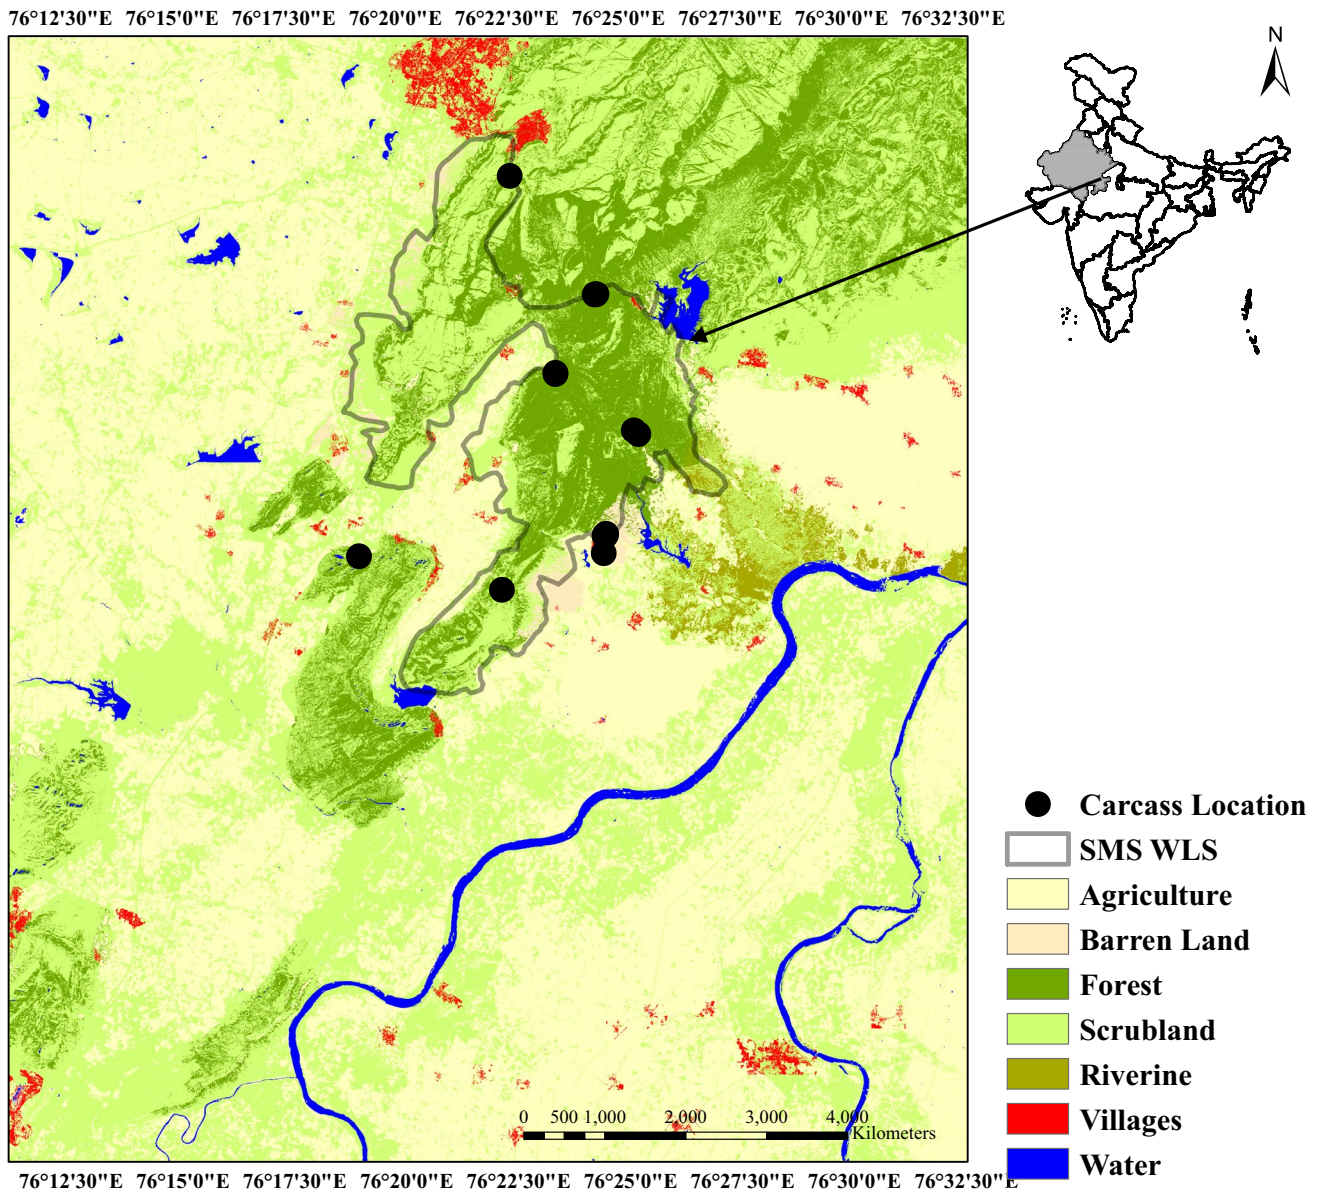 76°12'30"E 76°15'0"E 76°17'30"E 76°20'0"E 76°22'30"E 76°25'0"E 76°27'30"E 76°30'0"E 76°32'30"E
N
Carcass Location
SMS WLS
Agriculture
Barren Land
Forest
Scrubland
Riverine
Villages
Water
0 500 1,000 2,000 3,000 4,000
Kilometers
76°12'30"E 76°15'0"E 76°17'30"E 76°20'0"E 76°22'30"E 76°25'0"E 76°27'30"E 76°30'0"E 76°32'30"E